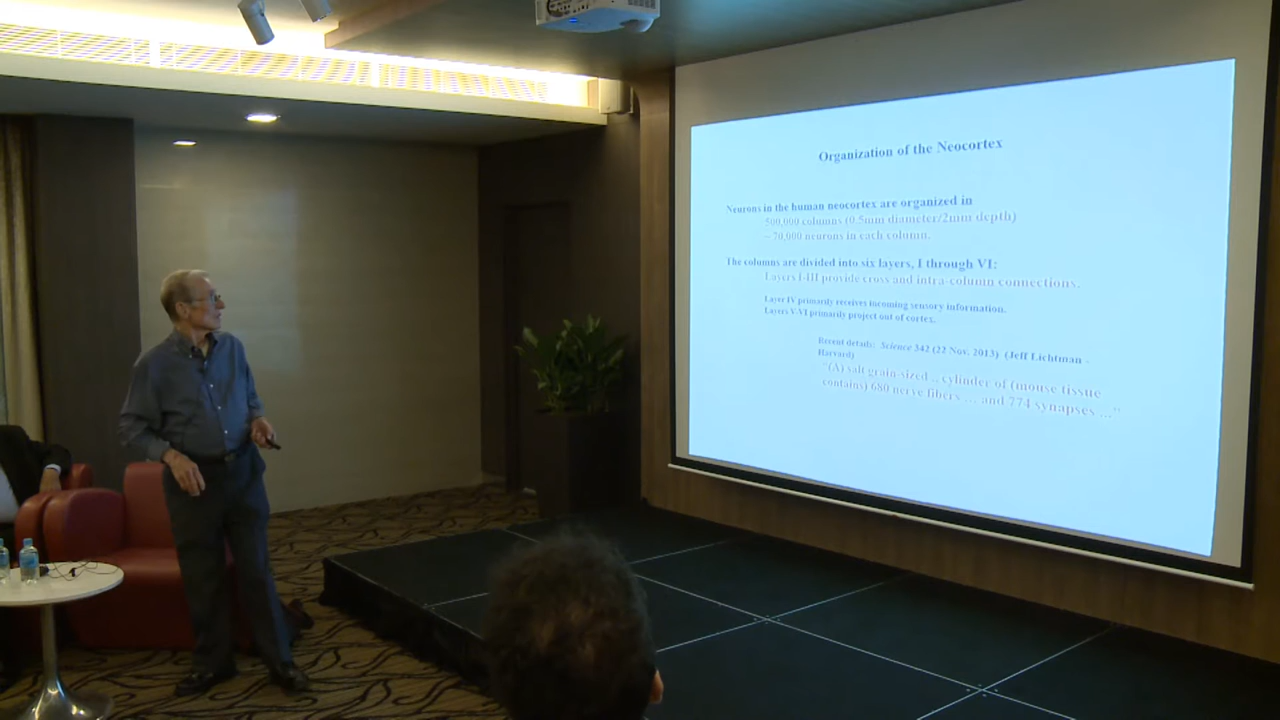 Organization of the Neocortex
Neurons in the human neocortex are organized in
500,000 columns (0.5mm diameter/2mm depth)
~ 70,000 neurons in each column.
The columns are divided into six layers, I through VI:
Layers I-III provide cross and intra-column connections.
Layer IV primarily receives incoming sensory information.
Layers V-VI primarily project out of cortex.
Recent details: Science 342 (22 Nov. 2013) (Jeff Lichtman -
Harvard)
"(A) salt grain-sized .. cylinder of (mouse tissue
contains) 680 nerve fibers … and 774 synapses …"